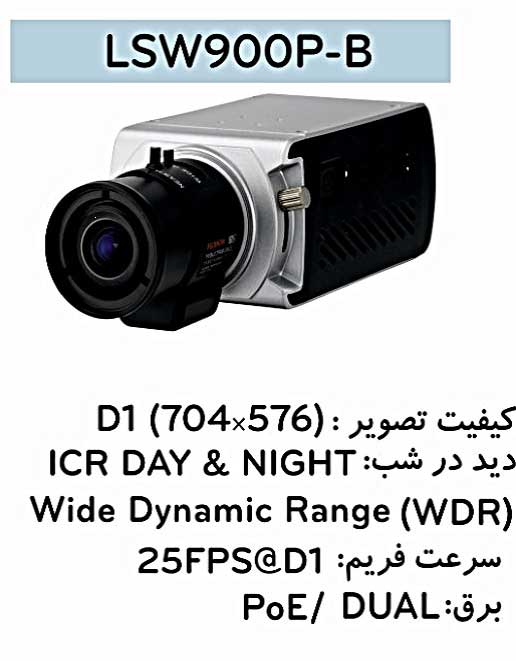 LSW900P-B
کیفیت تصویر : D1 (704×576)
دید در شب: ICR DAY & NIGHT
Wide Dynamic Range (WDR)
سرعت فریم: 25FPS@D1
برق: PoE/ DUAL